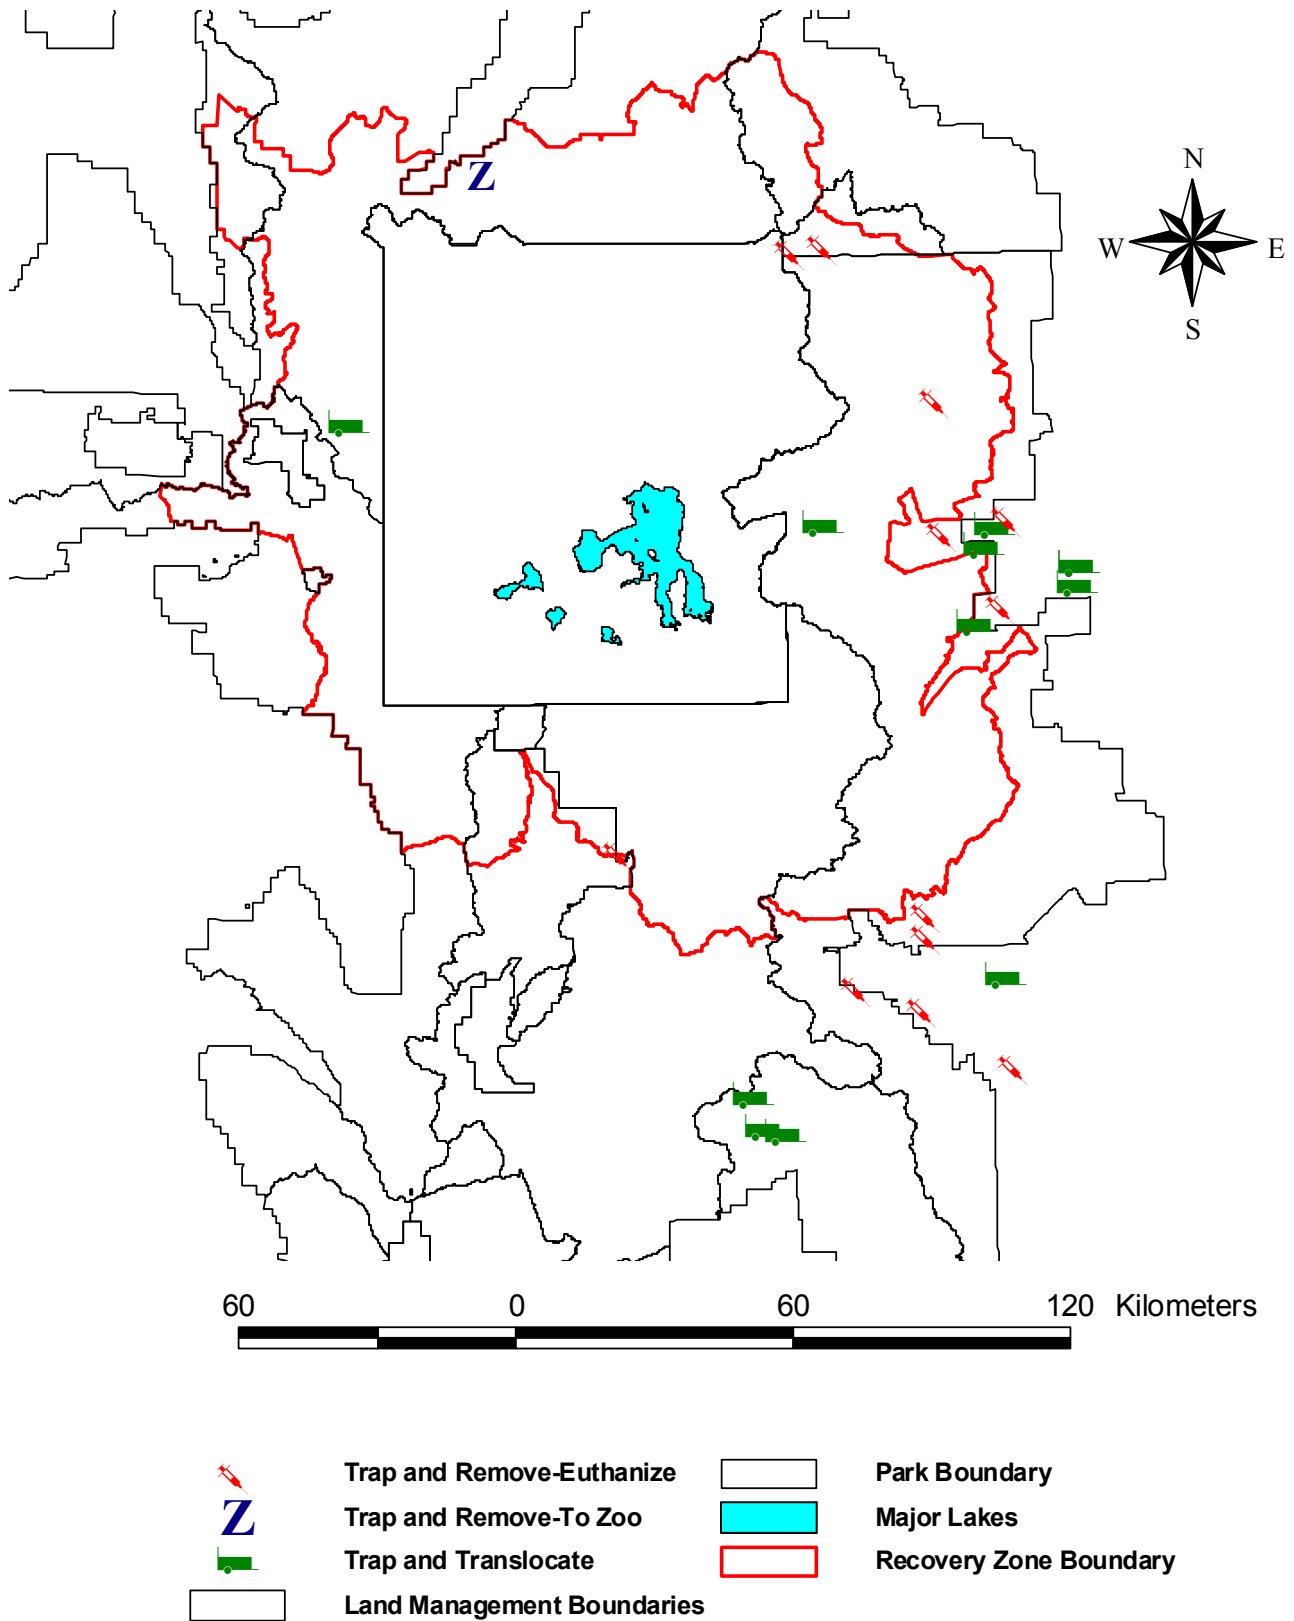 N
W E
S
Z
60 0 60 120 Kilometers
Trap and Remove-Euthanize Park Boundary
Z Trap and Remove-To Zoo Major Lakes
Trap and Translocate Recovery Zone Boundary
Land Management Boundaries